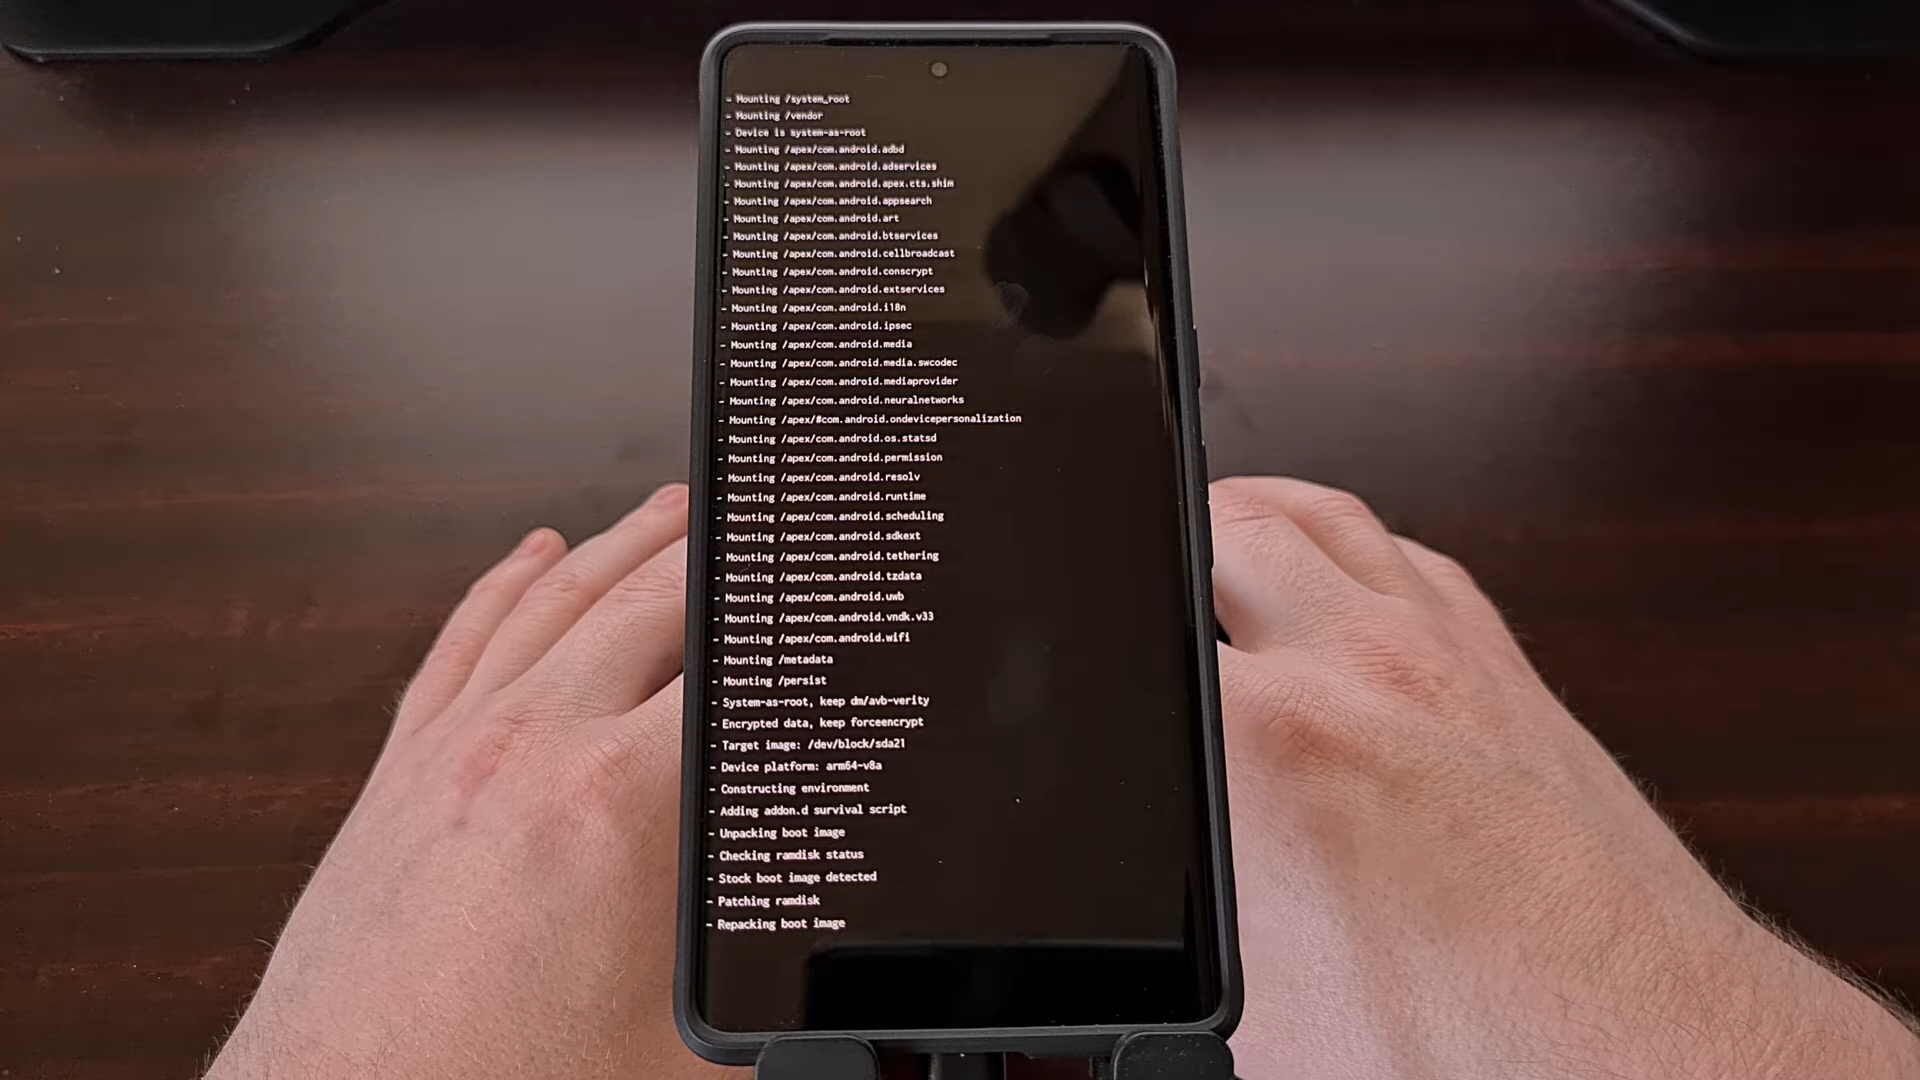 - Mounting /system_root
- Mounting /vendor
- Device is system-as-root
- Mounting /apex/com.android.adbd
- Mounting /apex/com.android.adservices
- Mounting /apex/com.android.apex.cts.shim
- Mounting /apex/com.android.appsearch
- Mounting /apex/com.android.art
- Mounting /apex/com.android.btservices
- Mounting /apex/com.android.cellbroadcast
- Mounting /apex/com.android.conscrypt
- Mounting /apex/com.android.extservices
- Mounting /apex/com.android.i18n
- Mounting /apex/com.android.ipsec
- Mounting /apex/com.android.media
- Mounting /apex/com.android.media.swcodec
- Mounting /apex/com.android.mediaprovider
- Mounting /apex/com.android.neuralnetworks
- Mounting /apex/#com.android.ondevicepersonalization
- Mounting /apex/com.android.os.statsd
- Mounting /apex/com.android.permission
- Mounting /apex/com.android.resolv
- Mounting /apex/com.android.runtime
- Mounting /apex/com.android.scheduling
- Mounting /apex/com.android.sdkext
- Mounting /apex/com.android.tethering
- Mounting /apex/com.android.tzdata
- Mounting /apex/com.android.uwb
- Mounting /apex/com.android.vndk.v33
- Mounting /apex/com.android.wifi
- Mounting /metadata
- Mounting /persist
- System-as-root, keep dm/avb-verity
- Encrypted data, keep forceencrypt
- Target image: /dev/block/sda21
- Device platform: arm64-v8a
- Constructing environment
- Adding addon.d survival script
- Unpacking boot image
- Checking ramdisk status
- Stock boot image detected
- Patching ramdisk
- Repacking boot image